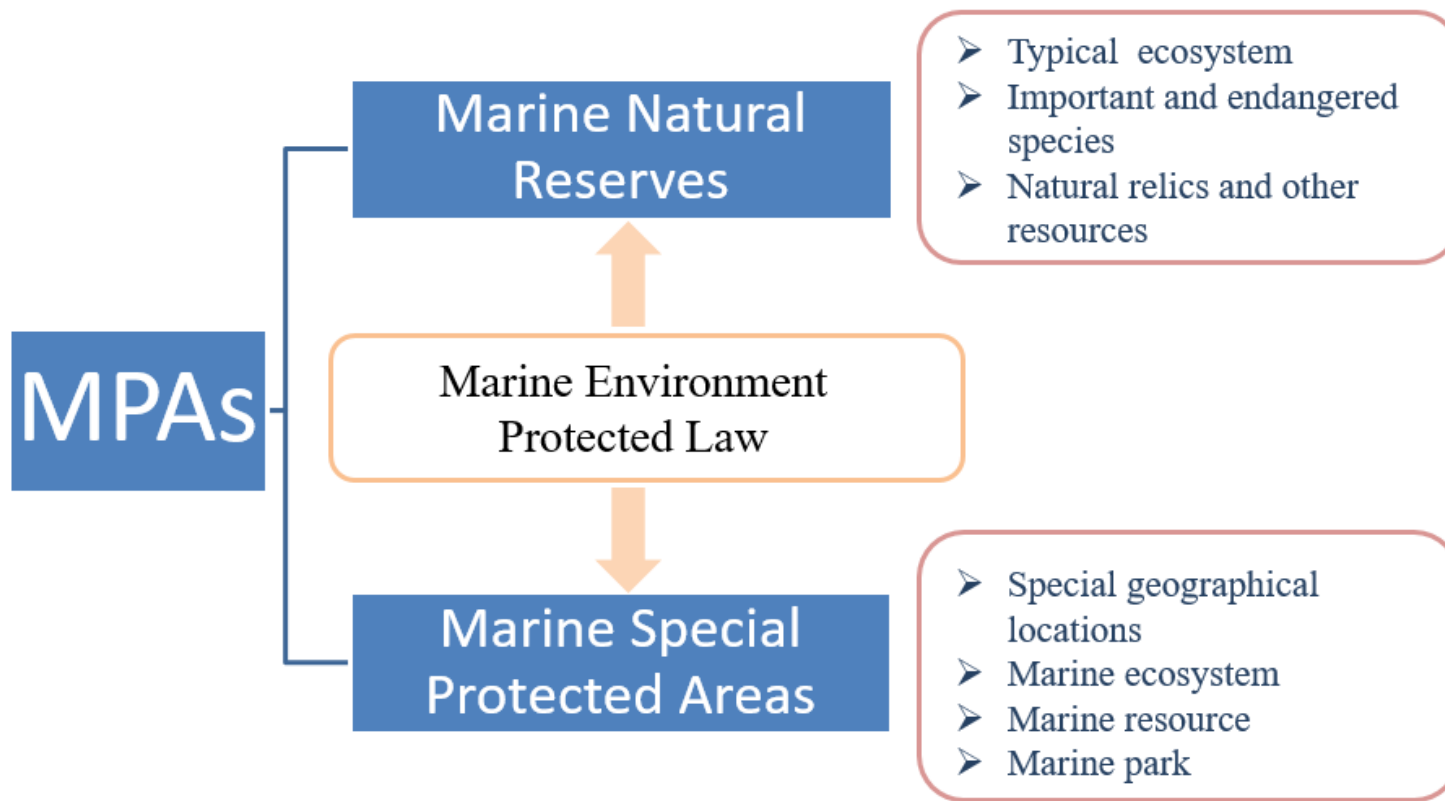 MPAs
Marine Natural
Reserves
Typical ecosystem
Important and endangered
species
Natural relics and other
resources
Marine Environment
Protected Law
Marine Special
Protected Areas
Special geographical
locations
Marine ecosystem
Marine resource
Marine park